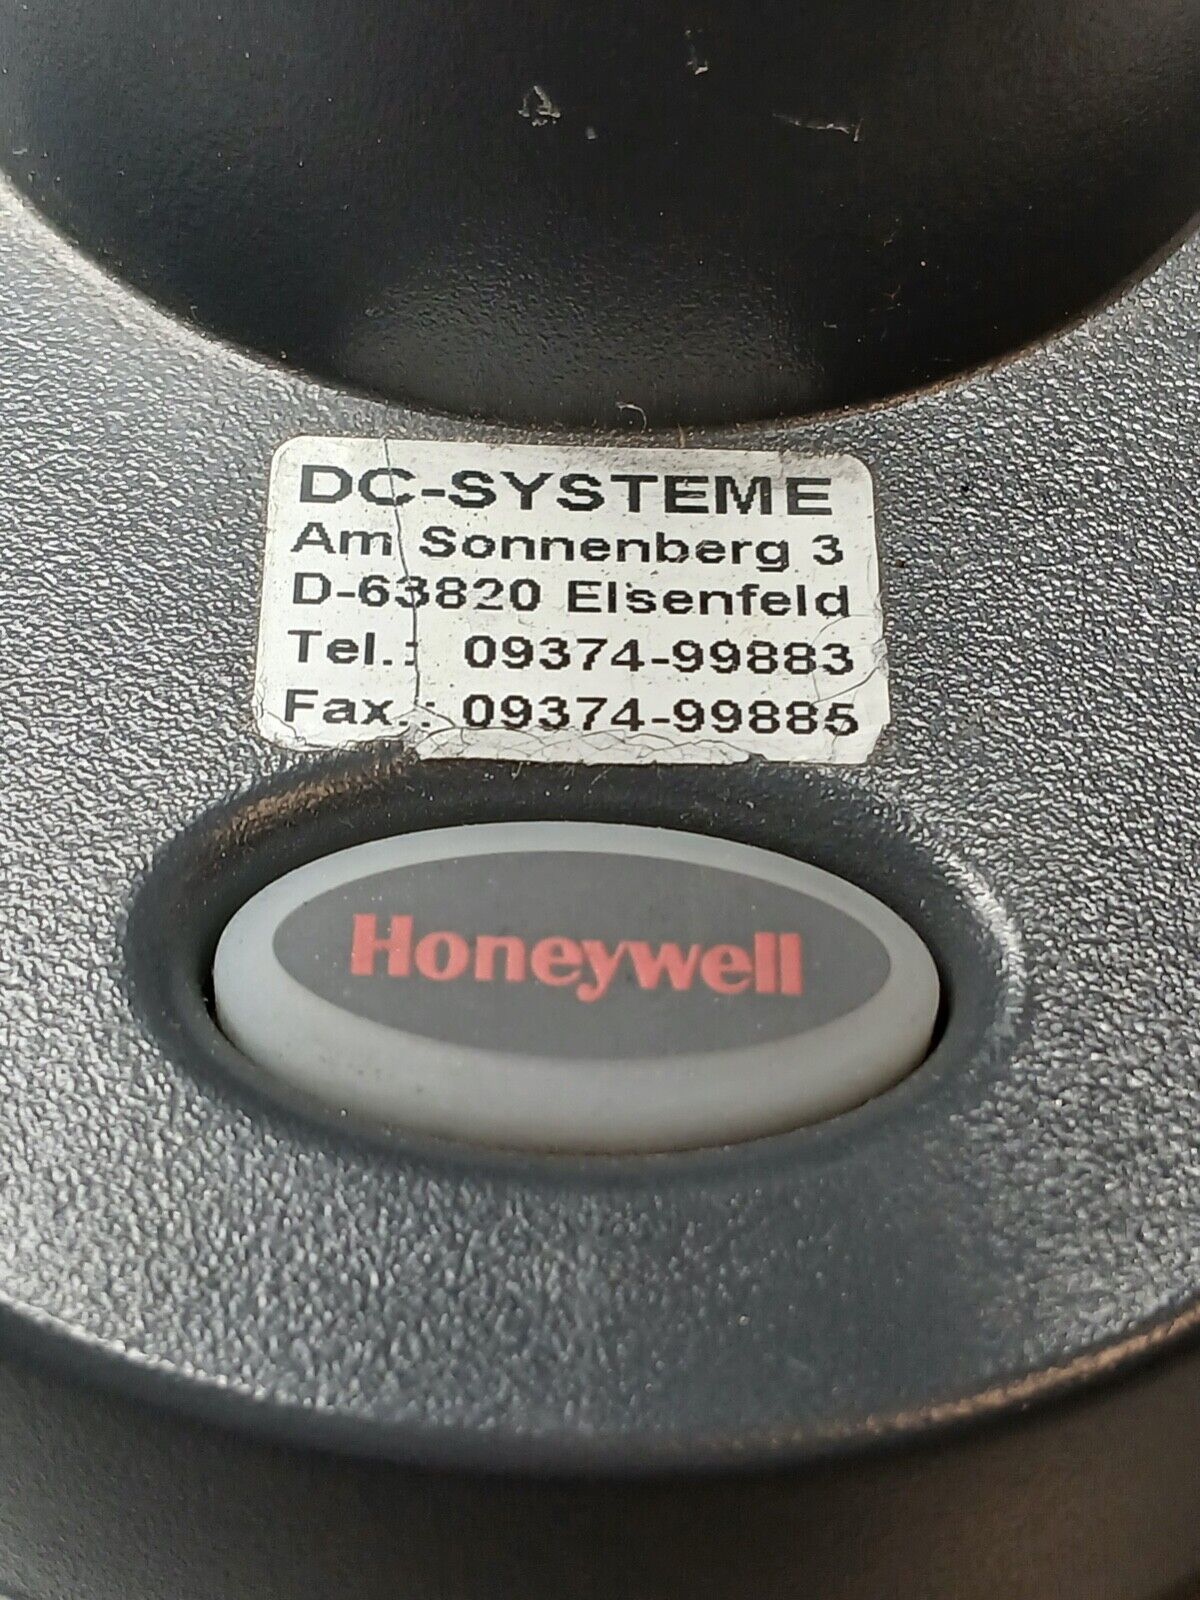 DC-SYSTEME
Am Sonnenberg 3
D-63820 Elsenfeld
Tel.: 09374-99883
Fax.: 09374-99885
Honeywell